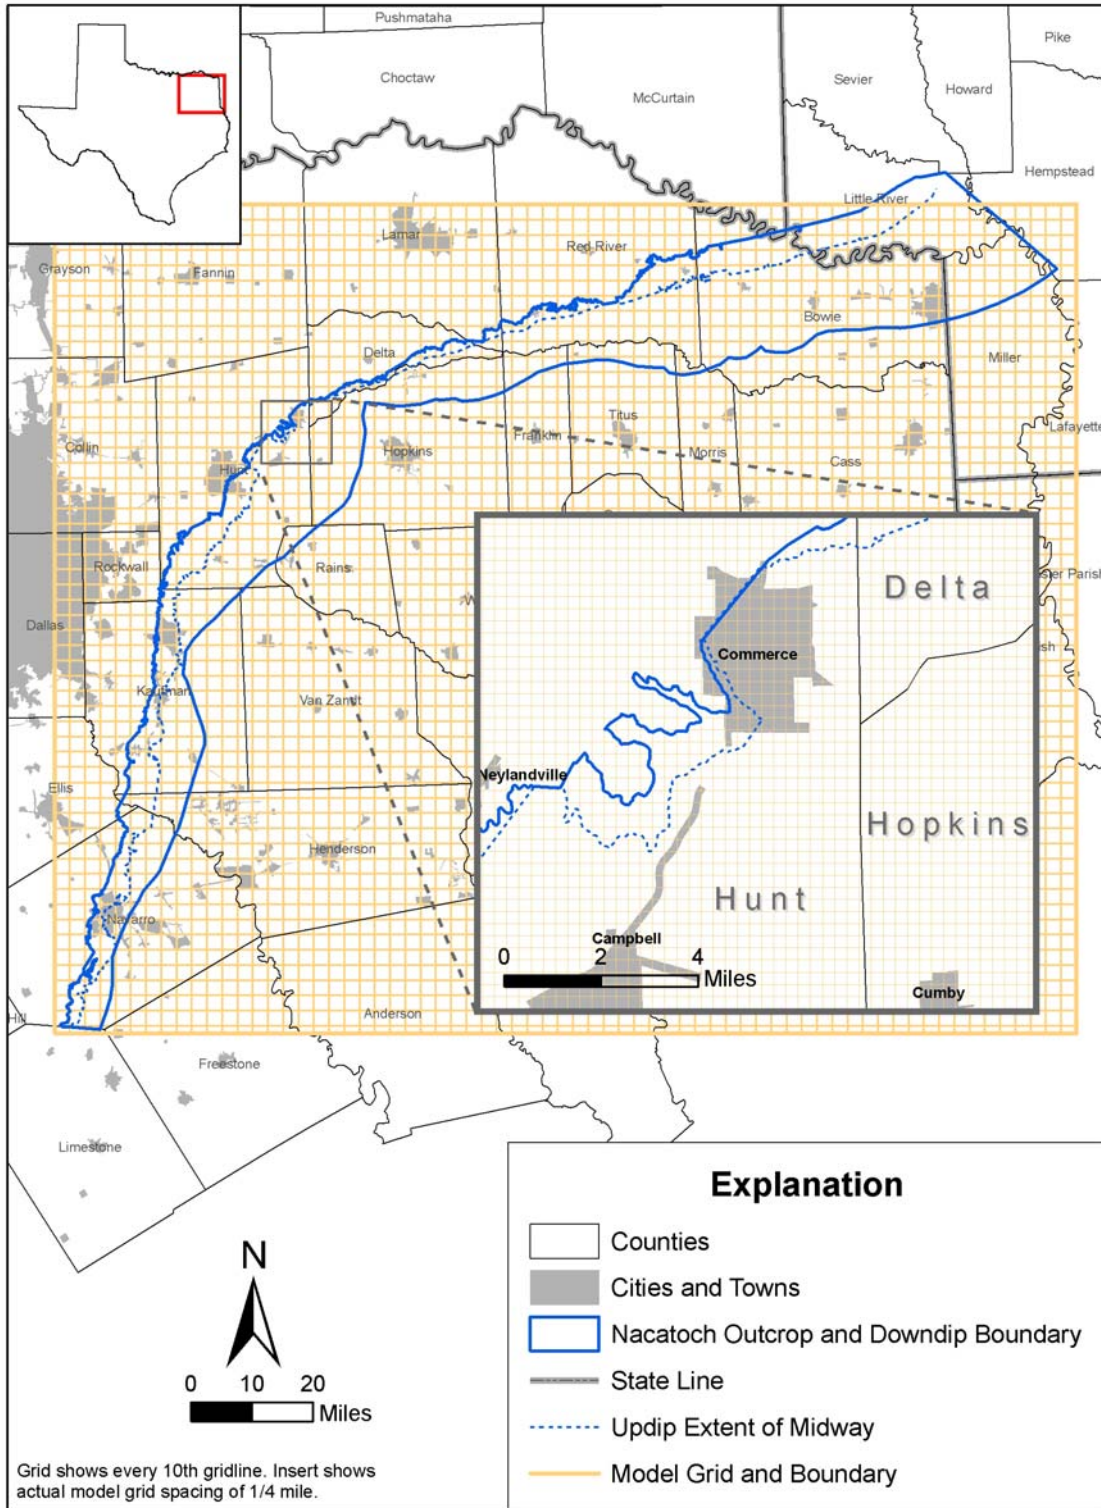 Pushmataha
Choctaw
McCurtain
Sevier
Howard
Pike
Hempstead
Little River
Lamar
Red River
Grayson
Fannin
Bowie
Delta
Miller
Titus
Lafayette
Collin
Franklin
Hopkins
Morris
Cass
Hunt
Rockwall
Rains
Dallas
Kaufman
Van Zandt
Ellis
Henderson
Navarro
Hill
Anderson
Freestone
Limestone
Delta
Commerce
Neylandville
Hopkins
Hunt
Campbell
0 2 4
Miles
Cumby
Explanation
Counties
Cities and Towns
Nacatoch Outcrop and Downdip Boundary
State Line
Updip Extent of Midway
Model Grid and Boundary
N
0 10 20
Miles
Grid shows every 10th gridline. Insert shows
actual model grid spacing of 1/4 mile.